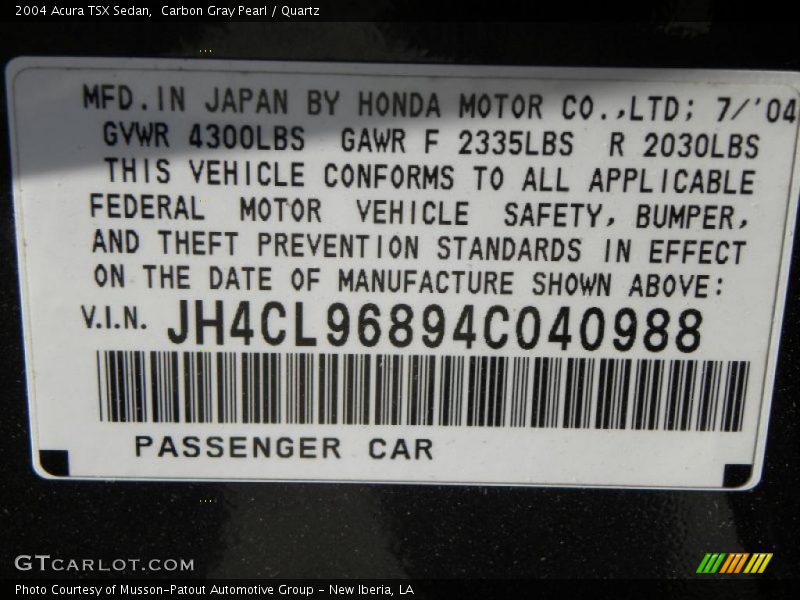 2004 Acura TSX Sedan,  Carbon Gray Pearl / Quartz
MFD. IN JAPAN BY HONDA MOTOR CO.,LTD; 7/'04
GVWR 4300LBS  GAWR F 2335LBS  R 2030LBS
THIS VEHICLE CONFORMS TO ALL APPLICABLE
FEDERAL MOTOR VEHICLE SAFETY, BUMPER,
AND THEFT PREVENTION STANDARDS IN EFFECT
ON THE DATE OF MANUFACTURE SHOWN ABOVE:
V.I.N. JH4CL96894C040988
PASSENGER CAR
GTCARLOT.COM
Photo Courtesy of Musson-Patout Automotive Group - New Iberia, LA